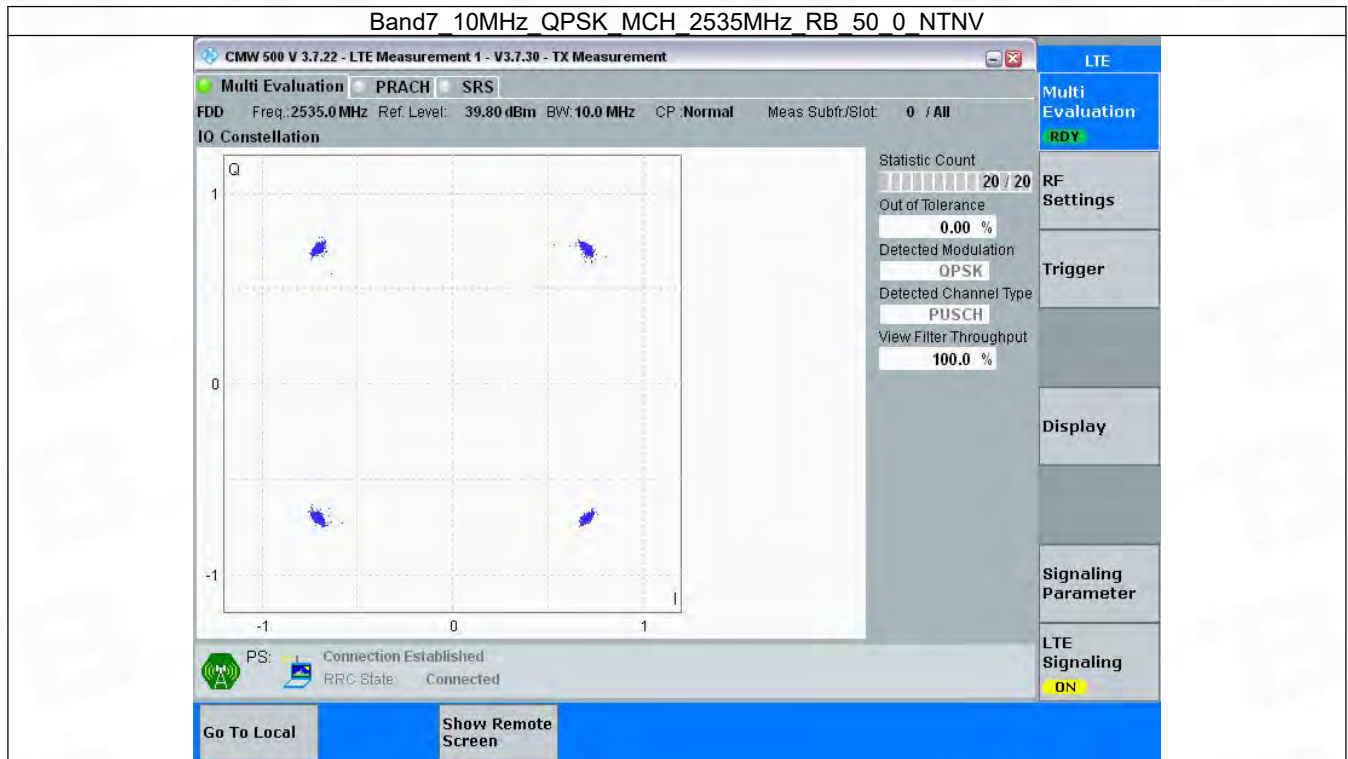 Band7_10MHz_QPSK_MCH_2535MHz_RB_50_0_NTNV
CMW 500 V 3.7.22 - LTE Measurement 1 - V3.7.30 - TX Measurement
LTE
Multi Evaluation PRACH SRS
FDD Freq.:2535.0 MHz Ref. Level: 39.80 dBm BW:10.0 MHz CP :Normal Meas Subfr./Slot: 0 / All
IQ Constellation
Q
1
0
-1
-1 0 1
I
Statistic Count
20 / 20
Out of Tolerance
0.00 %
Detected Modulation
QPSK
Detected Channel Type
PUSCH
View Filter Throughput
100.0 %
Multi
Evaluation
RDY
RF
Settings
Trigger
Display
Signaling
Parameter
LTE
Signaling
ON
PS: Connection Established
RRC State: Connected
Go To Local
Show Remote
Screen